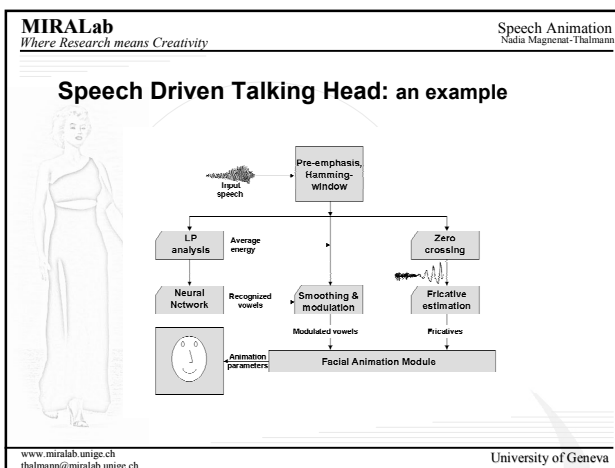 MIRALab
Where Research means Creativity
Speech Animation
Nadia Magnenat-Thalmann
Speech Driven Talking Head: an example
Pre-emphasis,
Hamming-
window
Input
speech
LP
analysis
Average
energy
Zero
crossing
Neural
Network
Recognized
vowels
Smoothing &
modulation
Fricative
estimation
Modulated vowels
Fricatives
Animation
parameters
Facial Animation Module
www.miralab.unige.ch
thalmann@miralab.unige.ch
University of Geneva